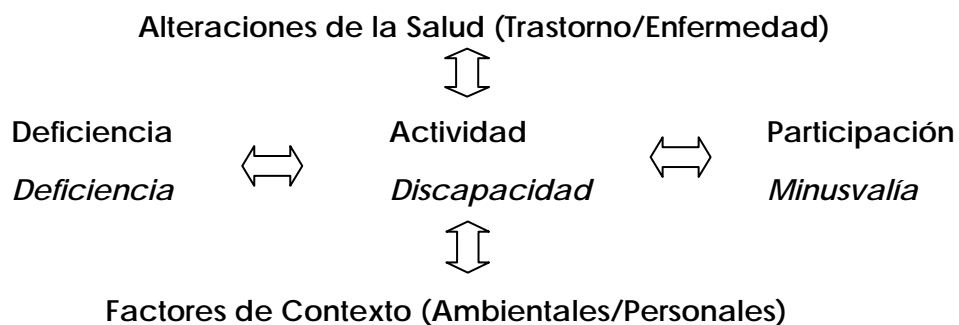 Alteraciones de la Salud (Trastorno/Enfermedad)
Deficiencia Actividad Participación
Deficiencia Discapacidad Minusvalía
Factores de Contexto (Ambientales/Personales)